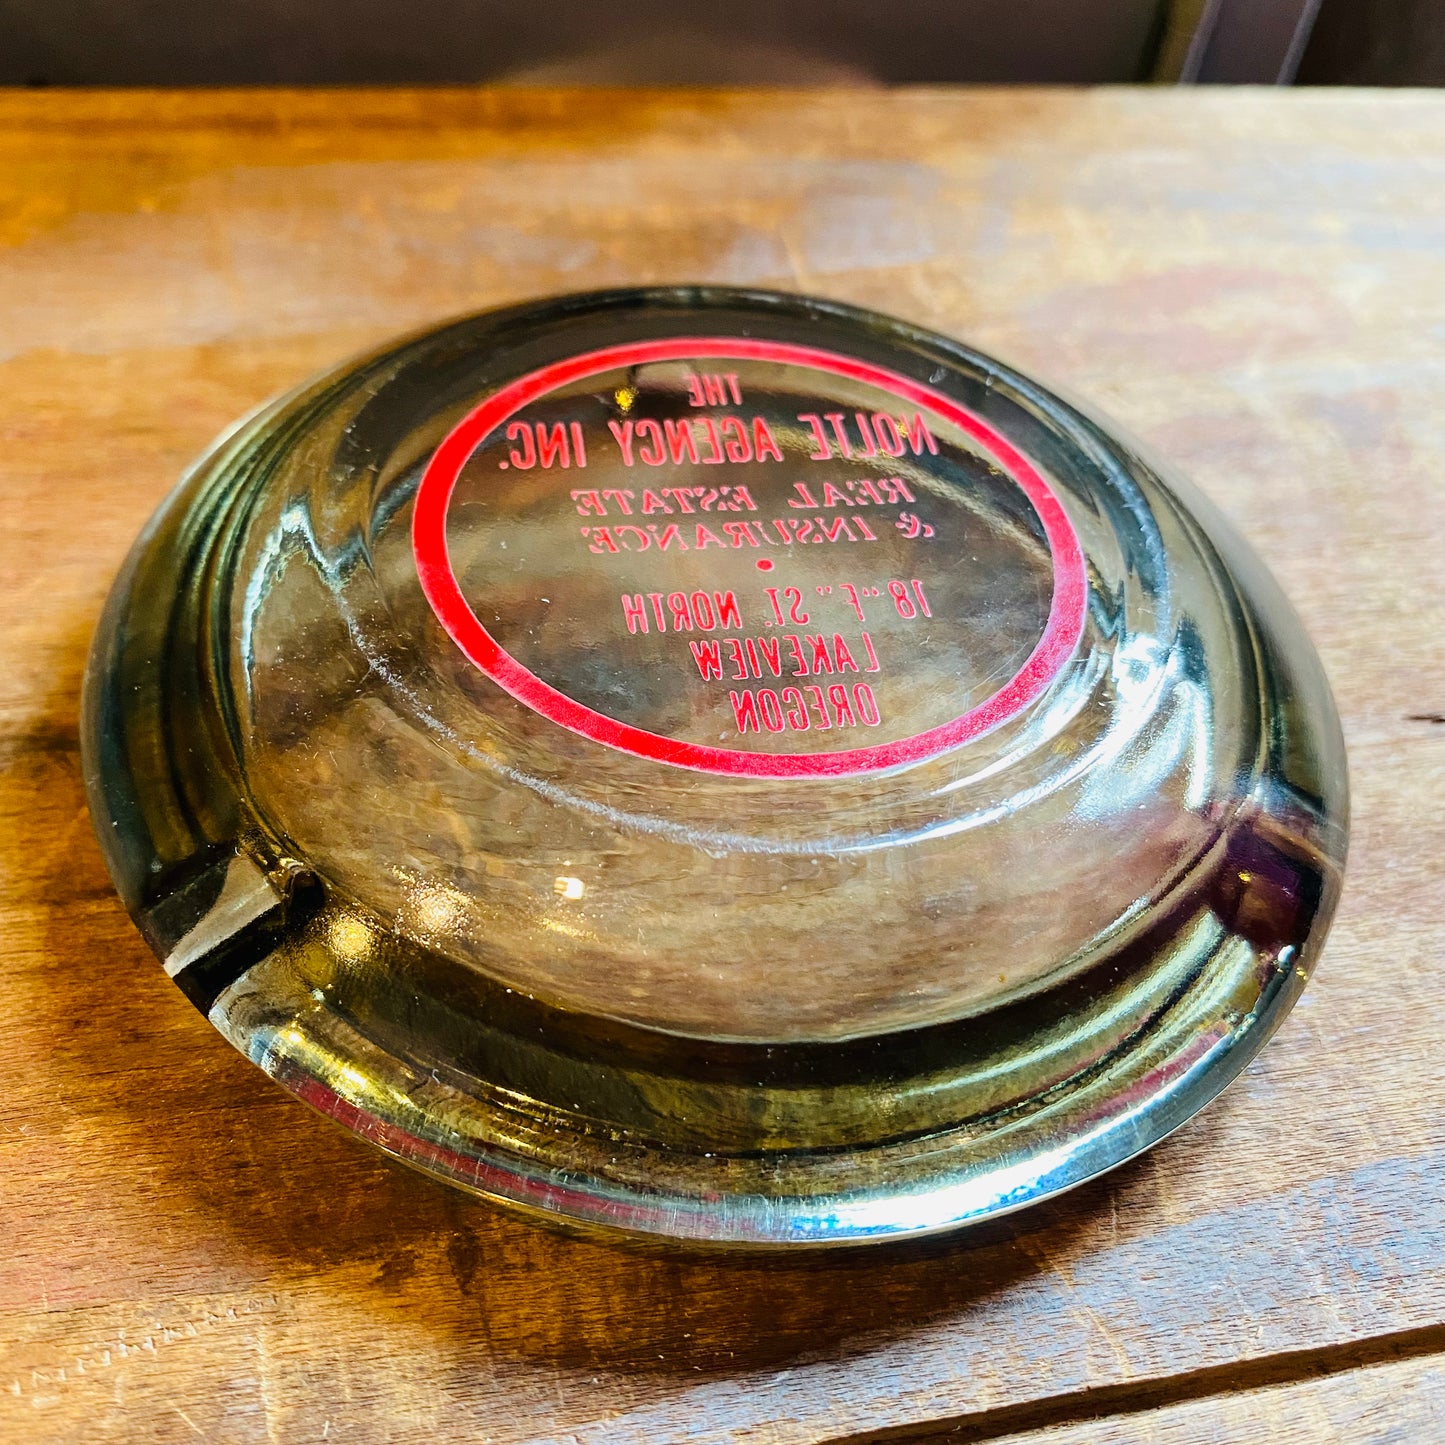 THE
NOLTE AGENCY INC.
REAL ESTATE
& INSURANCE
18 "F" ST. NORTH
LAKEVIEW
OREGON